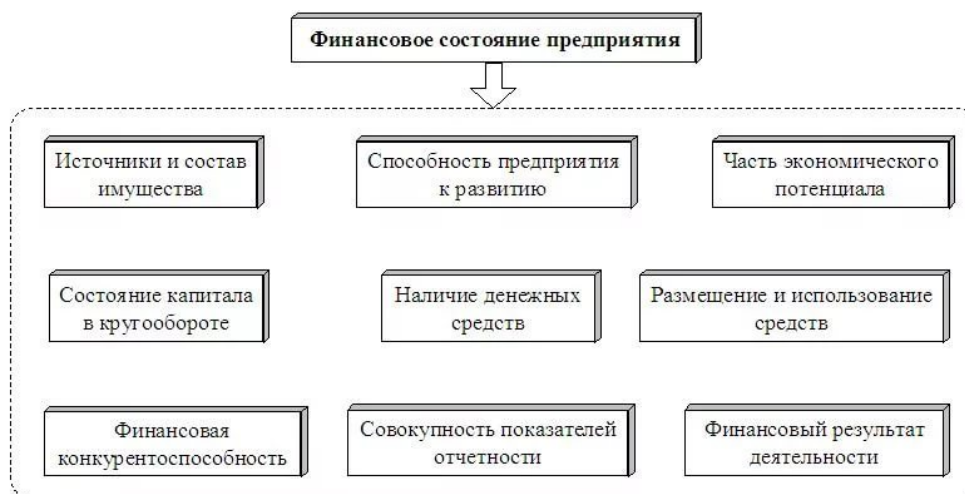 Финансовое состояние предприятия
Источники и состав
имущества
Способность предприятия
к развитию
Часть экономического
потенциала
Состояние капитала
в кругообороте
Наличие денежных
средств
Размещение и использование
средств
Финансовая
конкурентоспособность
Совокупность показателей
отчетности
Финансовый результат
деятельности